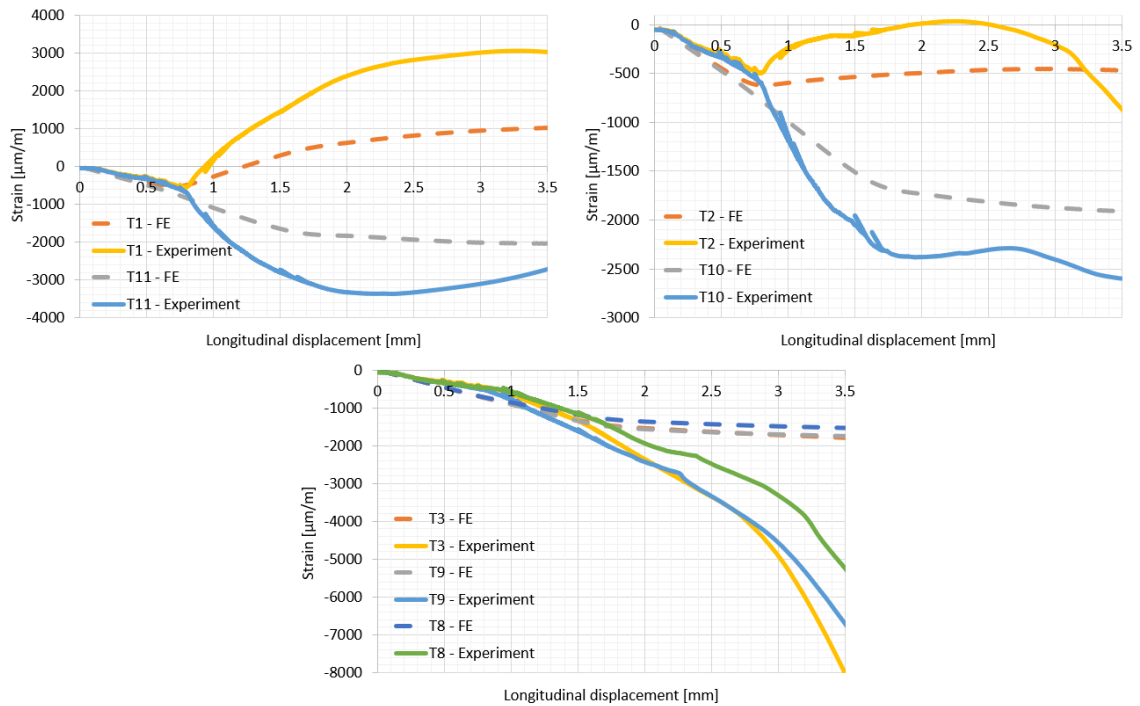 4000
3000
2000
1000
0
-1000
-2000
-3000
-4000
0
0.5
1
1.5
2
2.5
3
3.5
Strain [µm/m]
T1 - FE
T1 - Experiment
T11 - FE
T11 - Experiment
Longitudinal displacement [mm]
0
-500
-1000
-1500
-2000
-2500
-3000
0
0.5
1
1.5
2
2.5
3
3.5
Strain [µm/m]
T2 - FE
T2 - Experiment
T10 - FE
T10 - Experiment
Longitudinal displacement [mm]
0
-1000
-2000
-3000
-4000
-5000
-6000
-7000
-8000
0
0.5
1
1.5
2
2.5
3
3.5
Strain [µm/m]
T3 - FE
T3 - Experiment
T9 - FE
T9 - Experiment
T8 - FE
T8 - Experiment
Longitudinal displacement [mm]